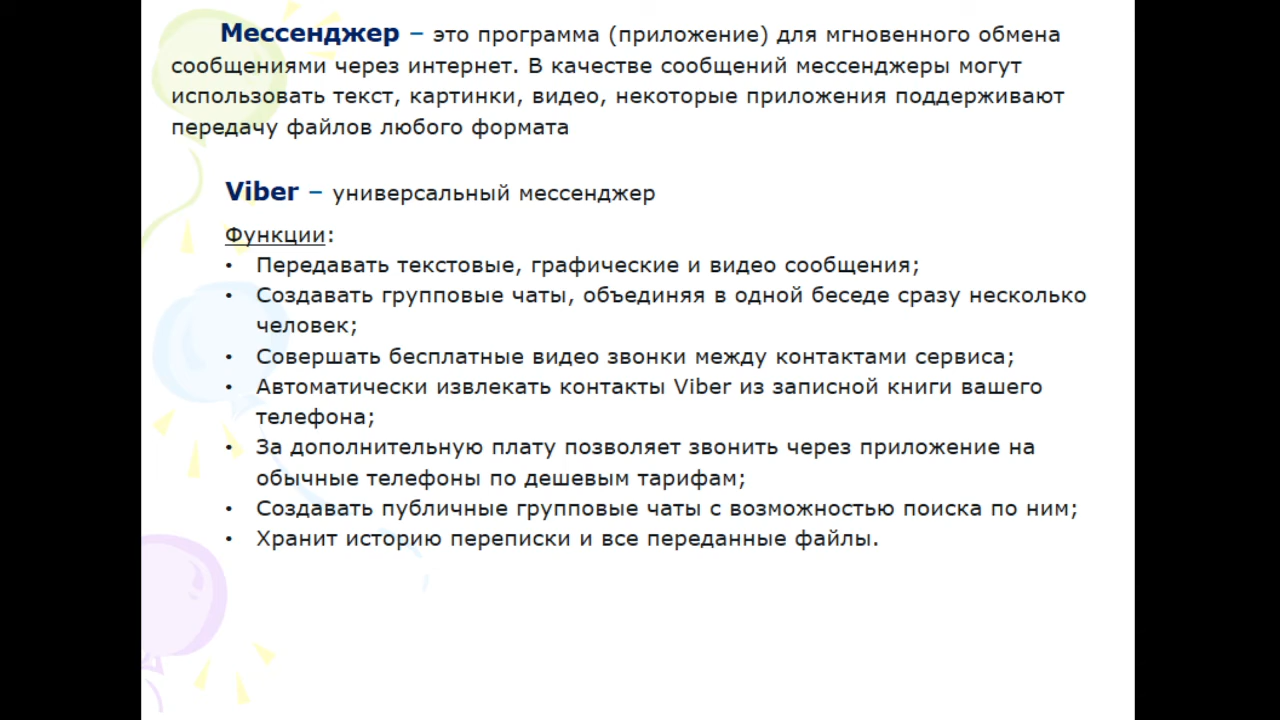 Мессенджер – это программа (приложение) для мгновенного обмена
сообщениями через интернет. В качестве сообщений мессенджеры могут
использовать текст, картинки, видео, некоторые приложения поддерживают
передачу файлов любого формата
Viber – универсальный мессенджер
Функции:
• Передавать текстовые, графические и видео сообщения;
• Создавать групповые чаты, объединяя в одной беседе сразу несколько
человек;
• Совершать бесплатные видео звонки между контактами сервиса;
• Автоматически извлекать контакты Viber из записной книги вашего
телефона;
• За дополнительную плату позволяет звонить через приложение на
обычные телефоны по дешевым тарифам;
• Создавать публичные групповые чаты с возможностью поиска по ним;
• Хранит историю переписки и все переданные файлы.